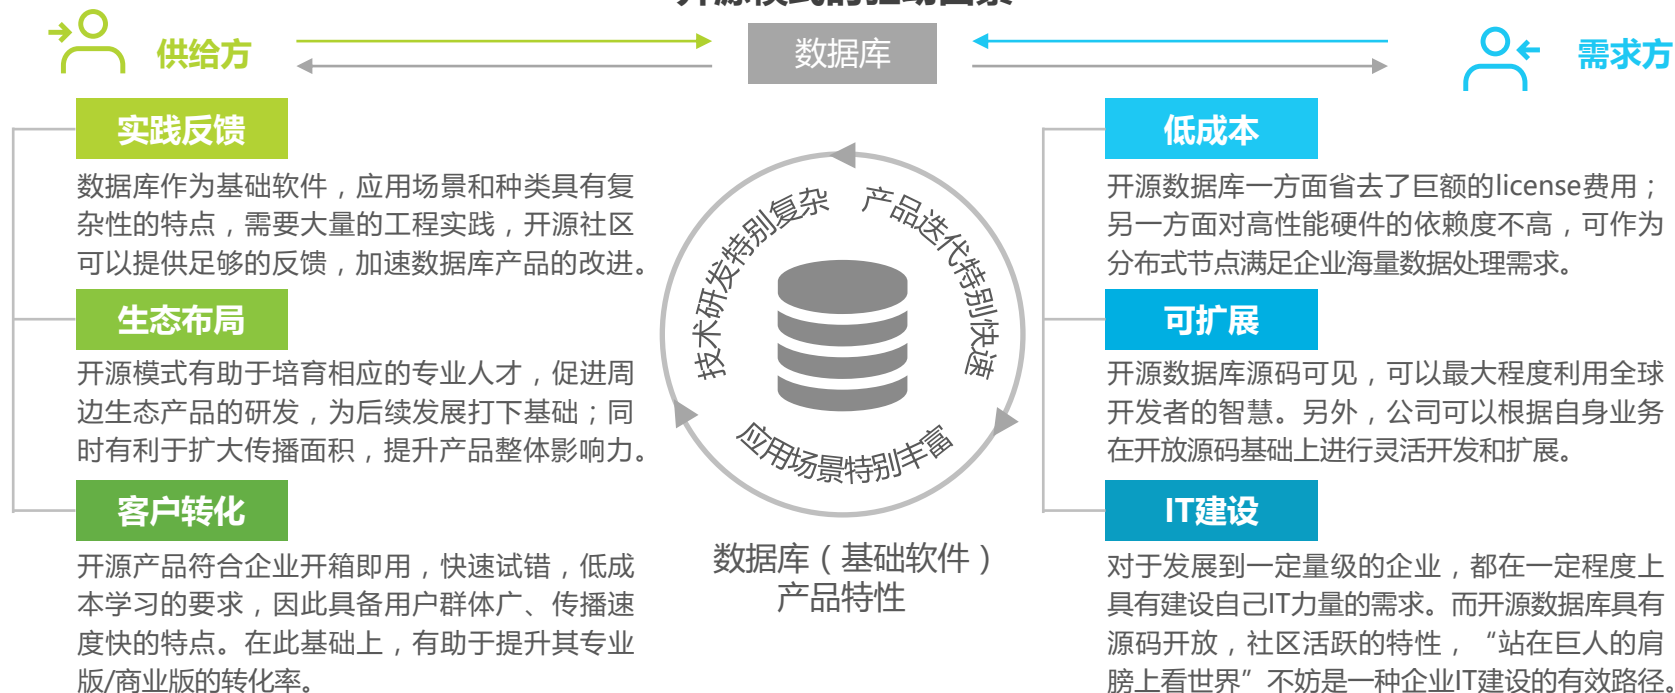 开源模式的驱动因素
供给方
数据库
需求方
实践反馈
数据库作为基础软件，应用场景和种类具有复
杂性的特点，需要大量的工程实践，开源社区
可以提供足够的反馈，加速数据库产品的改进。
生态布局
开源模式有助于培育相应的专业人才，促进周
边生态产品的研发，为后续发展打下基础；同
时有利于扩大传播面积，提升产品整体影响力。
客户转化
开源产品符合企业开箱即用，快速试错，低成
本学习的要求，因此具备用户群体广、传播速
度快的特点。在此基础上，有助于提升其专业
版/商业版的转化率。
技术研发特别复杂
产品迭代特别快速
应用场景特别丰富
数据库（基础软件）
产品特性
低成本
开源数据库一方面省去了巨额的license费用；
另一方面对高性能硬件的依赖度不高，可作为
分布式节点满足企业海量数据处理需求。
可扩展
开源数据库源码可见，可以最大程度利用全球
开发者的智慧。另外，公司可以根据自身业务
在开放源码基础上进行灵活开发和扩展。
IT建设
对于发展到一定量级的企业，都在一定程度上
具有建设自己IT力量的需求。而开源数据库具有
源码开放，社区活跃的特性，“站在巨人的肩
膀上看世界”不妨是一种企业IT建设的有效路径。